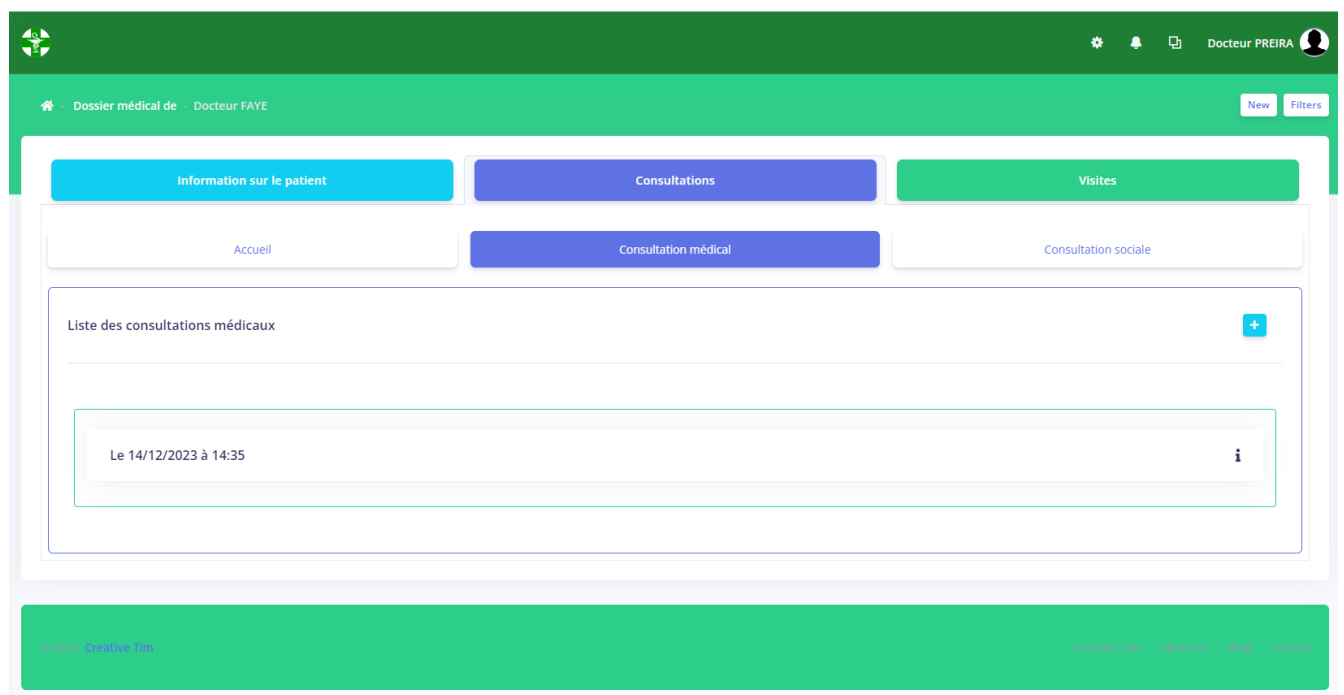 Docteur PREIRA
Dossier médical de - Docteur FAYE
New Filters
Information sur le patient Consultations Visites
Accueil Consultation médical Consultation sociale
Liste des consultations médicaux
+
Le 14/12/2023 à 14:35
i
Creative Tim